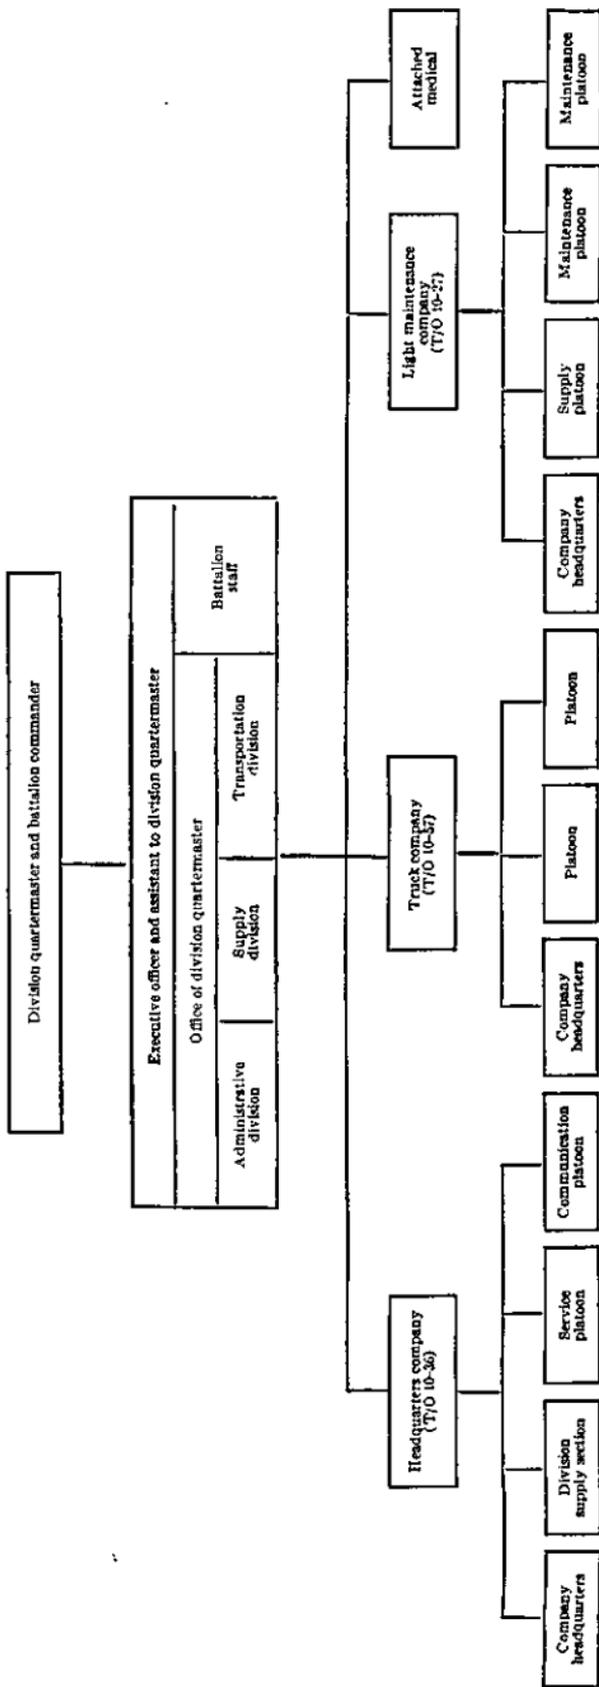 Division quartermaster and battalion commander
Executive officer and assistant to division quartermaster
Office of division quartermaster
Administrative
division
Supply
division
Transportation
division
Battalion
staff
Headquarters company
(T/O 10-36)
Truck company
(T/O 10-57)
Light maintenance
company
(T/O 10-27)
Attached
medical
Company
headquarters
Division
supply section
Service
platoon
Communication
platoon
Company
headquarters
Platoon
Platoon
Company
headquarters
Supply
platoon
Maintenance
platoon
Maintenance
platoon